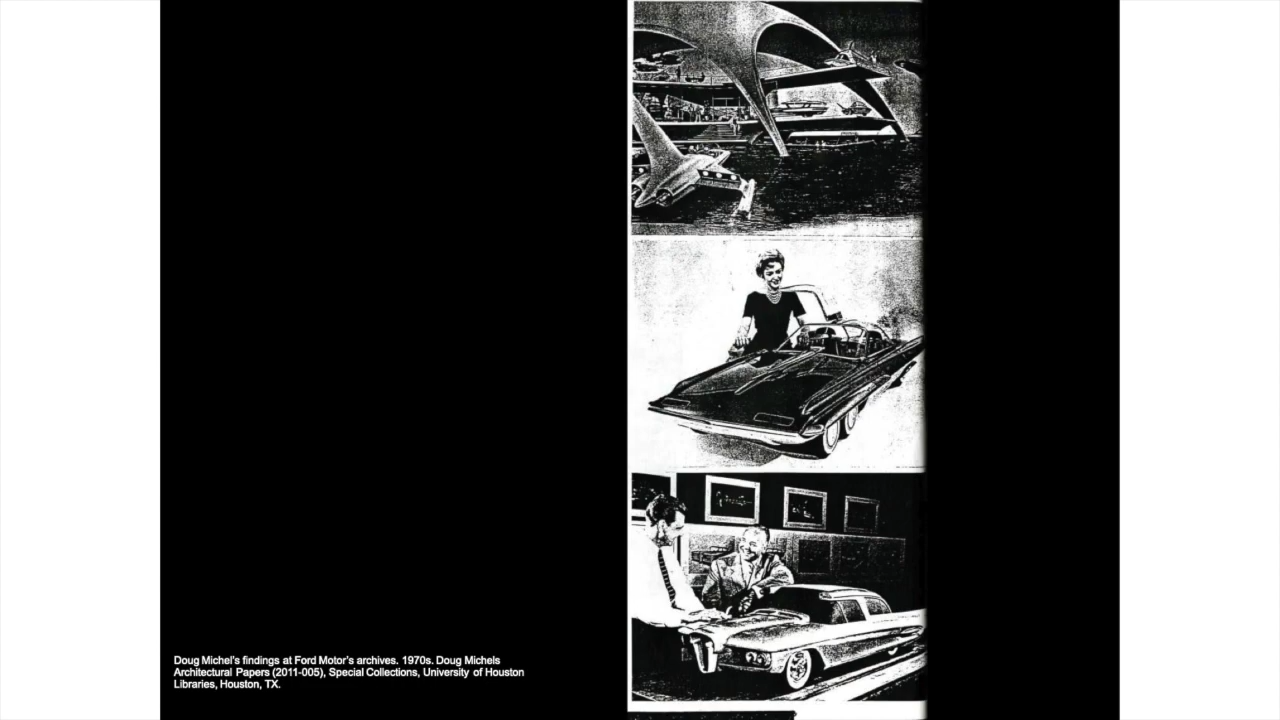 Doug Michel's findings at Ford Motor's archives. 1970s. Doug Michels
Architectural Papers (2011-005), Special Collections, University of Houston
Libraries, Houston, TX.